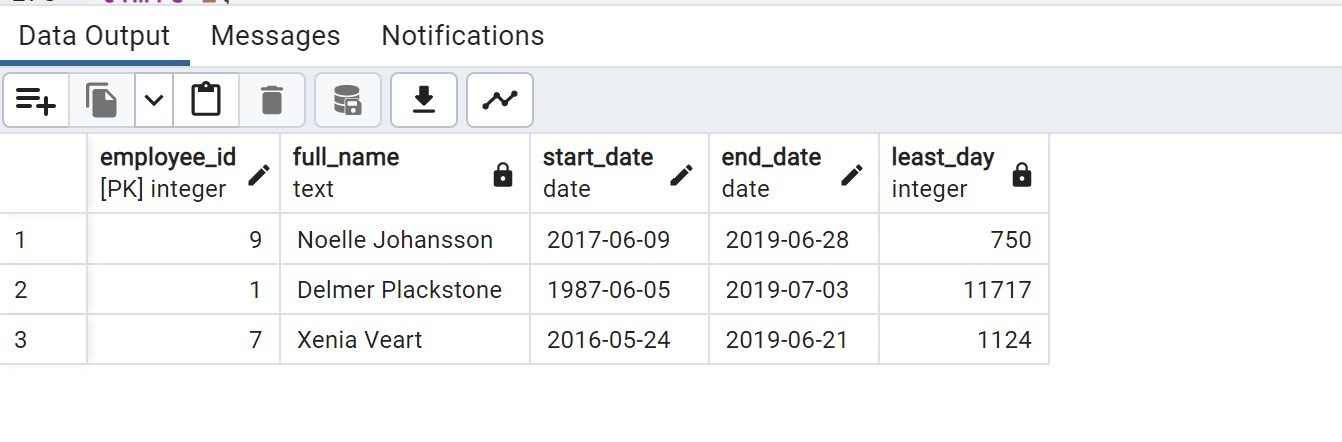 Data Output Messages Notifications
employee_id full_name start_date end_date least_day
[PK] integer text date date integer
1 9 Noelle Johansson 2017-06-09 2019-06-28 750
2 1 Delmer Plackstone 1987-06-05 2019-07-03 11717
3 7 Xenia Veart 2016-05-24 2019-06-21 1124